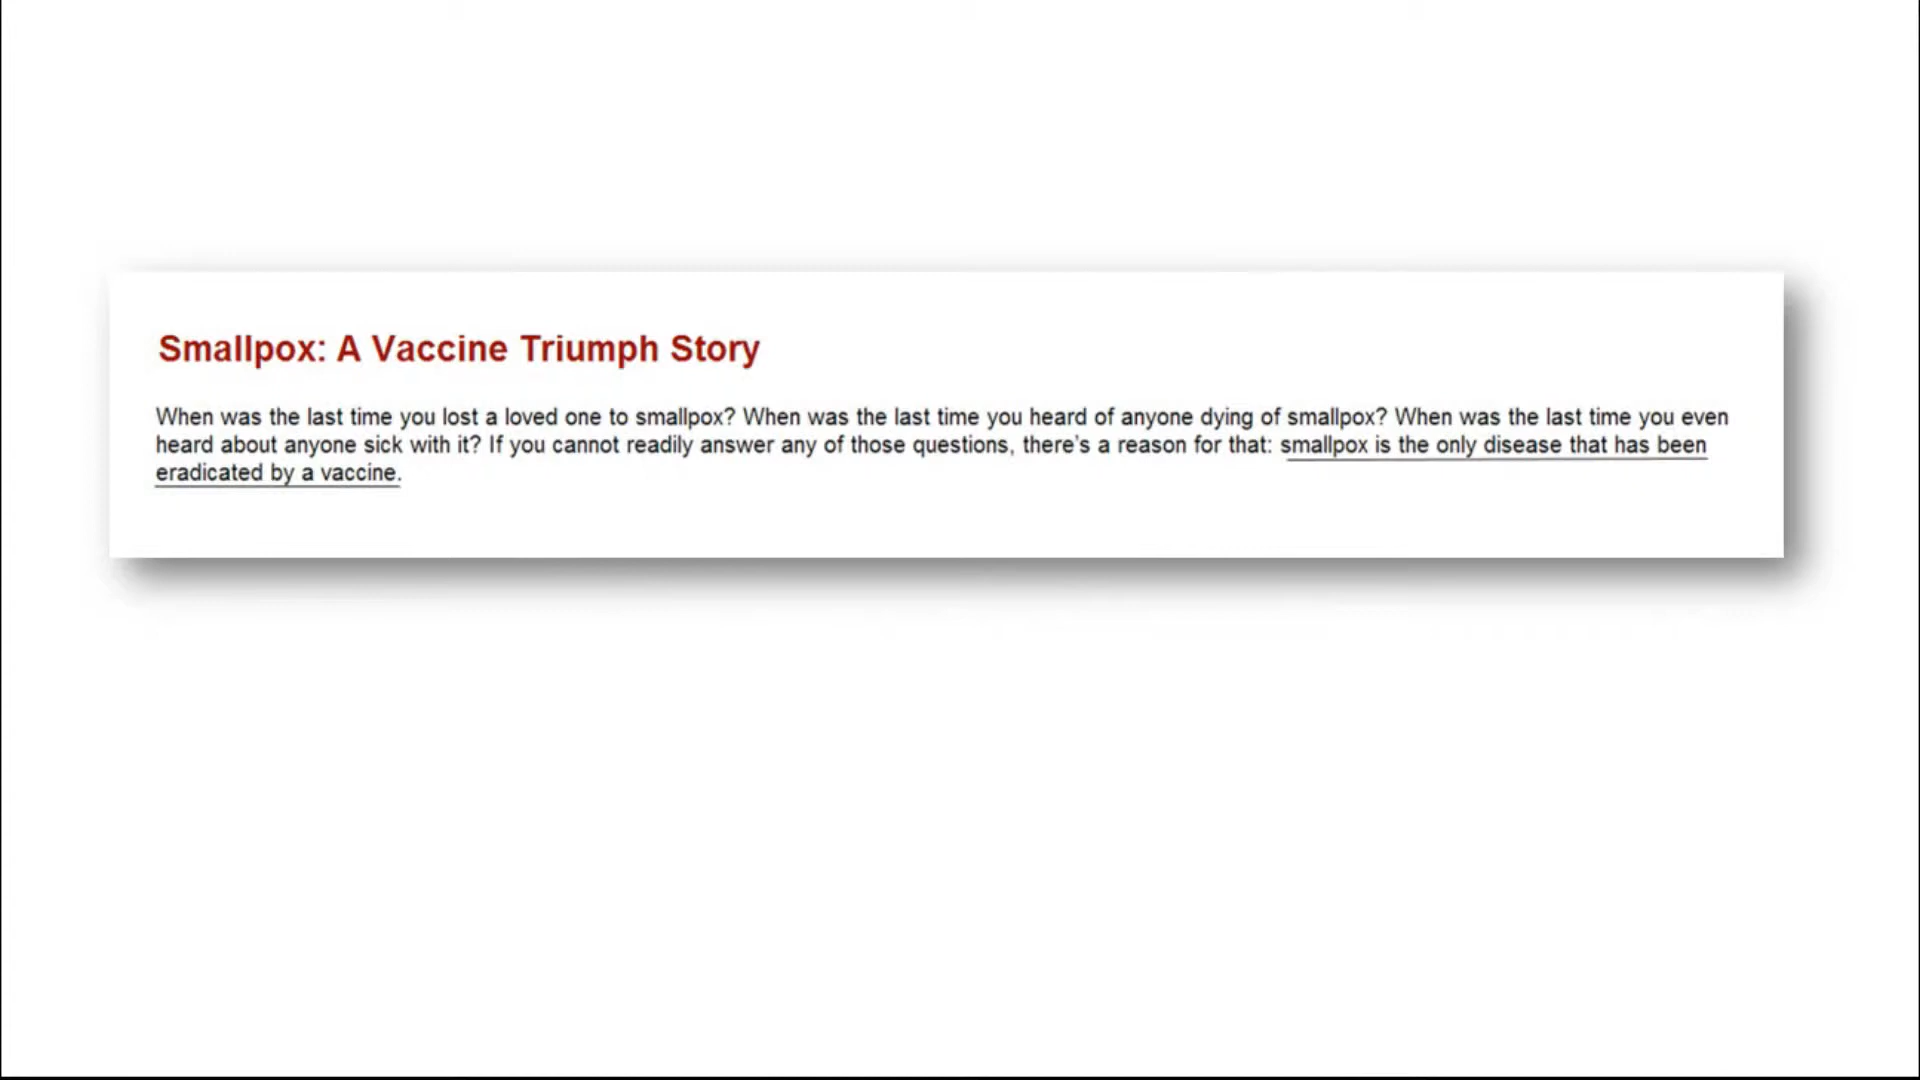 Smallpox: A Vaccine Triumph Story
When was the last time you lost a loved one to smallpox? When was the last time you heard of anyone dying of smallpox? When was the last time you even
heard about anyone sick with it? If you cannot readily answer any of those questions, there's a reason for that: smallpox is the only disease that has been
eradicated by a vaccine.